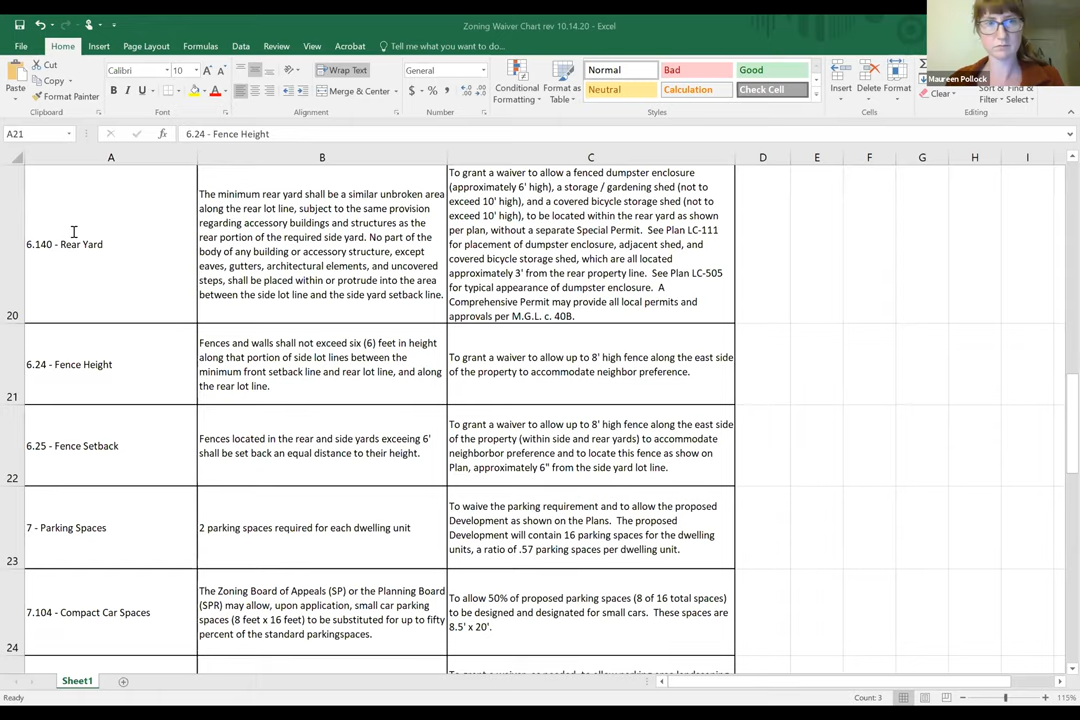 Zoning Waiver Chart rev 10.14.20 - Excel
File Home Insert Page Layout Formulas Data Review View Acrobat Tell me what you want to do...
Cut
Copy
Format Painter
Paste
Clipboard
Calibri 10
B I U
Font
Wrap Text
Merge & Center
Alignment
General
$ % ,
Number
Conditional Formatting
Format as Table
Normal Bad Good
Neutral Calculation Check Cell
Styles
Insert Delete Format
Cells
Clear
Sort & Find &
Filter Select
Editing
Maureen Pollock
A21
fx 6.24 - Fence Height
A B C D E F G H I
6.140 - Rear Yard
The minimum rear yard shall be a similar unbroken area
along the rear lot line, subject to the same provision
regarding accessory buildings and structures as the
rear portion of the required side yard. No part of the
body of any building or accessory structure, except
eaves, gutters, architectural elements, and uncovered
steps, shall be placed within or protrude into the area
between the side lot line and the side yard setback line.
To grant a waiver to allow a fenced dumpster enclosure
(approximately 6' high), a storage / gardening shed (not to
exceed 10' high), and a covered bicycle storage shed (not to
exceed 10' high), to be located within the rear yard as shown
per plan, without a separate Special Permit. See Plan LC-111
for placement of dumpster enclosure, adjacent shed, and
covered bicycle storage shed, which are all located
approximately 3' from the rear property line. See Plan LC-505
for typical appearance of dumpster enclosure. A
Comprehensive Permit may provide all local permits and
approvals per M.G.L. c. 40B.
20
6.24 - Fence Height
Fences and walls shall not exceed six (6) feet in height
along that portion of side lot lines between the
minimum front setback line and rear lot line, and along
the rear lot line.
To grant a waiver to allow up to 8' high fence along the east side
of the property to accommodate neighbor preference.
21
6.25 - Fence Setback
Fences located in the rear and side yards exceeing 6'
shall be set back an equal distance to their height.
To grant a waiver to allow up to 8' high fence along the east side
of the property (within side and rear yards) to accommodate
neighborbor preference and to locate this fence as show on
Plan, approximately 6" from the side yard lot line.
22
7 - Parking Spaces
2 parking spaces required for each dwelling unit
To waive the parking requirement and to allow the proposed
Development as shown on the Plans. The proposed
Development will contain 16 parking spaces for the dwelling
units, a ratio of .57 parking spaces per dwelling unit.
23
7.104 - Compact Car Spaces
The Zoning Board of Appeals (SP) or the Planning Board
(SPR) may allow, upon application, small car parking
spaces (8 feet x 16 feet) to be substituted for up to fifty
percent of the standard parkingspaces.
To allow 50% of proposed parking spaces (8 of 16 total spaces)
to be designed and designated for small cars. These spaces are
8.5' x 20'.
24
Sheet1
Ready
Count: 3
115%